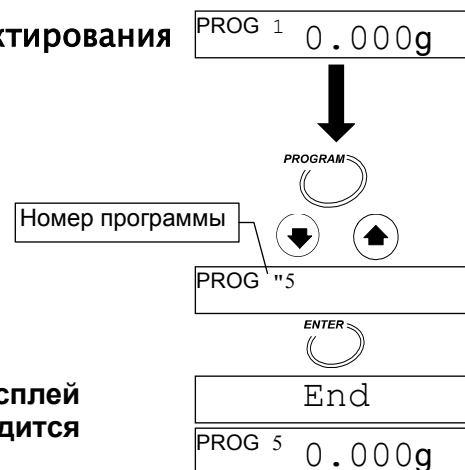 ктирования
PROG 1 0.000g
PROGRAM
Номер программы
PROG "5
ENTER
End
сплей
дится
PROG 5 0.000g